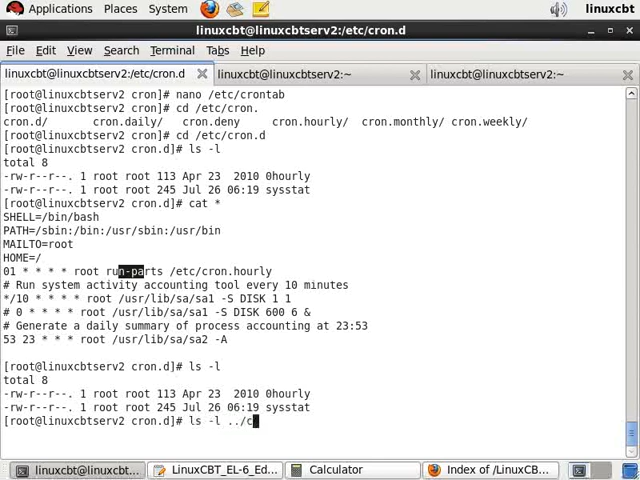 Applications Places System linuxcbt
linuxcbt@linuxcbtserv2:/etc/cron.d
File Edit View Search Terminal Tabs Help
linuxcbt@linuxcbtserv2:/etc/cron.d linuxcbt@linuxcbtserv2:~ linuxcbt@linuxcbtserv2:~
[root@linuxcbtserv2 cron]# nano /etc/crontab
[root@linuxcbtserv2 cron]# cd /etc/cron.
cron.d/ cron.daily/ cron.deny cron.hourly/ cron.monthly/ cron.weekly/
[root@linuxcbtserv2 cron]# cd /etc/cron.d
[root@linuxcbtserv2 cron.d]# ls -l
total 8
-rw-r--r--. 1 root root 113 Apr 23 2010 0hourly
-rw-r--r--. 1 root root 245 Jul 26 06:19 sysstat
[root@linuxcbtserv2 cron.d]# cat *
SHELL=/bin/bash
PATH=/sbin:/bin:/usr/sbin:/usr/bin
MAILTO=root
HOME=/
01 * * * * root run-parts /etc/cron.hourly
# Run system activity accounting tool every 10 minutes
*/10 * * * * root /usr/lib/sa/sa1 -S DISK 1 1
# 0 * * * * root /usr/lib/sa/sa1 -S DISK 600 6 &
# Generate a daily summary of process accounting at 23:53
53 23 * * * root /usr/lib/sa/sa2 -A
[root@linuxcbtserv2 cron.d]# ls -l
total 8
-rw-r--r--. 1 root root 113 Apr 23 2010 0hourly
-rw-r--r--. 1 root root 245 Jul 26 06:19 sysstat
[root@linuxcbtserv2 cron.d]# ls -l ../c
linuxcbt@linuxcbt... LinuxCBT_EL-6_Ed... Calculator Index of /LinuxCB...